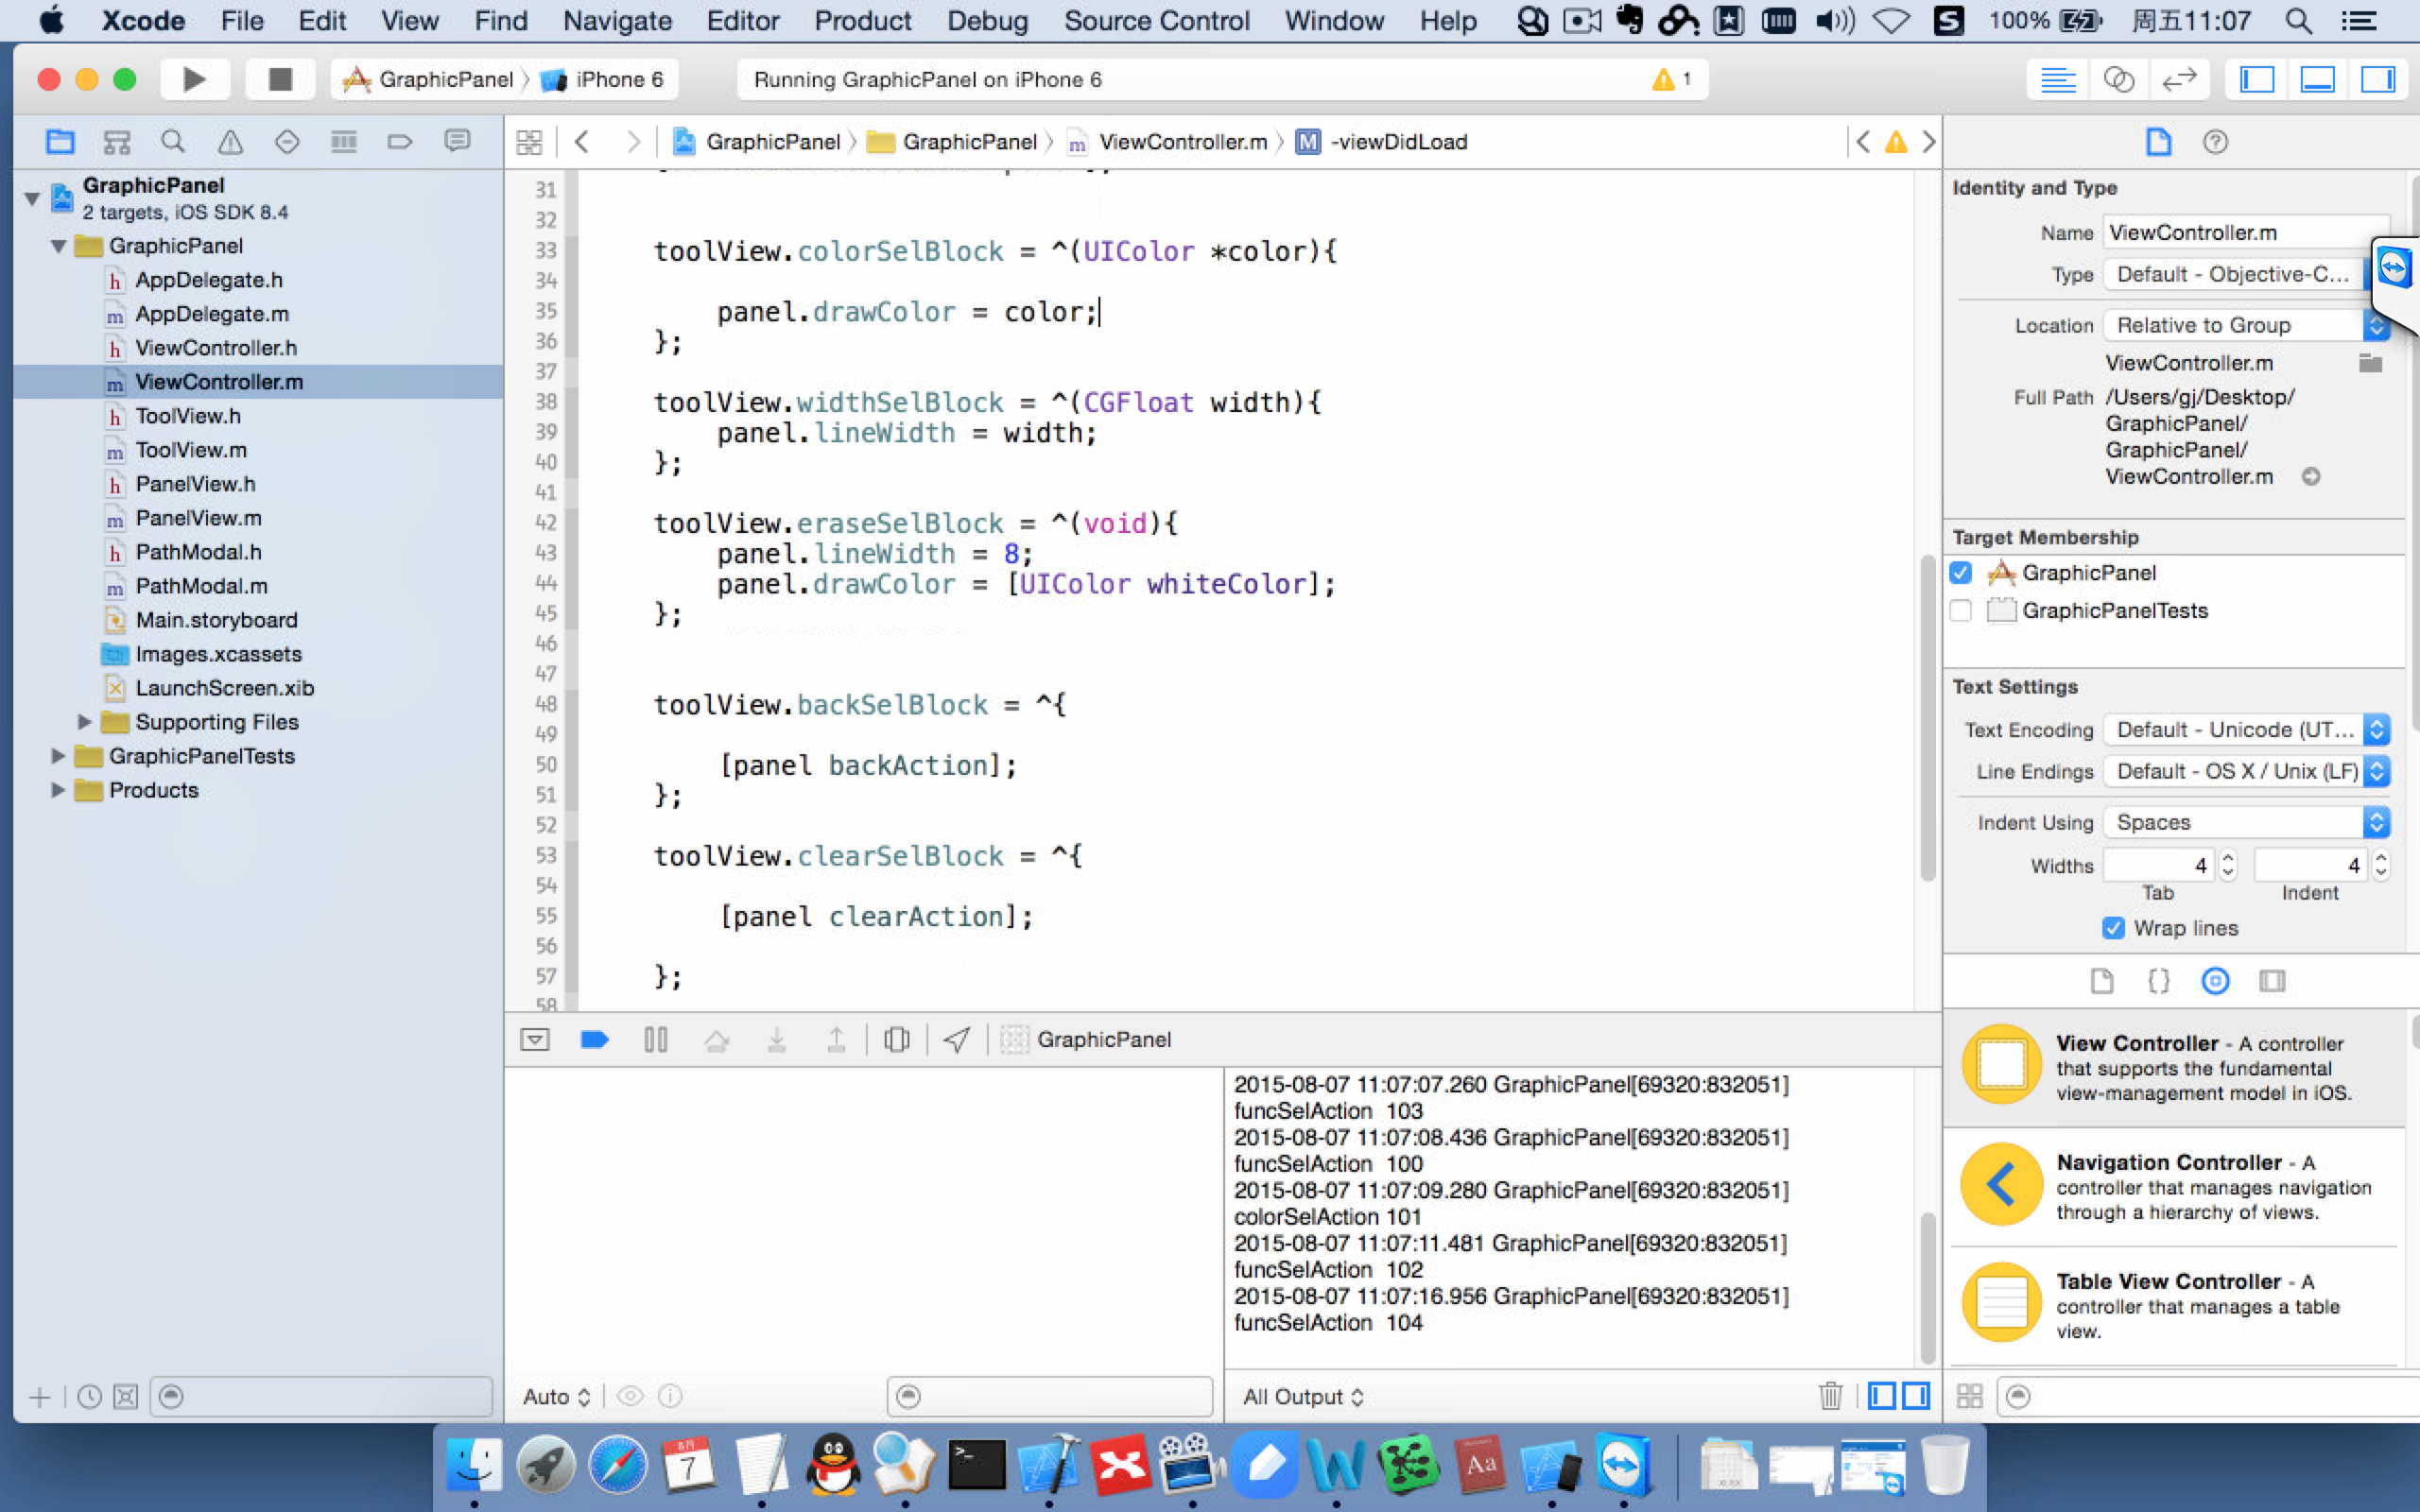 Xcode File Edit View Find Navigate Editor Product Debug Source Control Window Help 100% 周五11:07
GraphicPanel iPhone 6
Running GraphicPanel on iPhone 6
1
GraphicPanel GraphicPanel ViewController.m M -viewDidLoad
GraphicPanel
2 targets, iOS SDK 8.4
GraphicPanel
h AppDelegate.h
m AppDelegate.m
h ViewController.h
m ViewController.m
h ToolView.h
m ToolView.m
h PanelView.h
m PanelView.m
h PathModal.h
m PathModal.m
Main.storyboard
Images.xcassets
LaunchScreen.xib
Supporting Files
GraphicPanelTests
Products
31
32
33 toolView.colorSelBlock = ^(UIColor *color){
34
35 panel.drawColor = color;
36 };
37
38 toolView.widthSelBlock = ^(CGFloat width){
39 panel.lineWidth = width;
40 };
41
42 toolView.eraseSelBlock = ^(void){
43 panel.lineWidth = 8;
44 panel.drawColor = [UIColor whiteColor];
45 };
46
47
48 toolView.backSelBlock = ^{
49
50 [panel backAction];
51 };
52
53 toolView.clearSelBlock = ^{
54
55 [panel clearAction];
56
57 };
58
GraphicPanel
2015-08-07 11:07:07.260 GraphicPanel[69320:832051]
funcSelAction 103
2015-08-07 11:07:08.436 GraphicPanel[69320:832051]
funcSelAction 100
2015-08-07 11:07:09.280 GraphicPanel[69320:832051]
colorSelAction 101
2015-08-07 11:07:11.481 GraphicPanel[69320:832051]
funcSelAction 102
2015-08-07 11:07:16.956 GraphicPanel[69320:832051]
funcSelAction 104
Auto
All Output
Identity and Type
Name ViewController.m
Type Default - Objective-C...
Location Relative to Group
ViewController.m
Full Path /Users/gj/Desktop/
GraphicPanel/
GraphicPanel/
ViewController.m
Target Membership
GraphicPanel
GraphicPanelTests
Text Settings
Text Encoding Default - Unicode (UT...
Line Endings Default - OS X / Unix (LF)
Indent Using Spaces
Widths 4 4
Tab Indent
Wrap lines
{}
View Controller - A controller
that supports the fundamental
view-management model in iOS.
Navigation Controller - A
controller that manages navigation
through a hierarchy of views.
Table View Controller - A
controller that manages a table
view.
8月
7
Aa